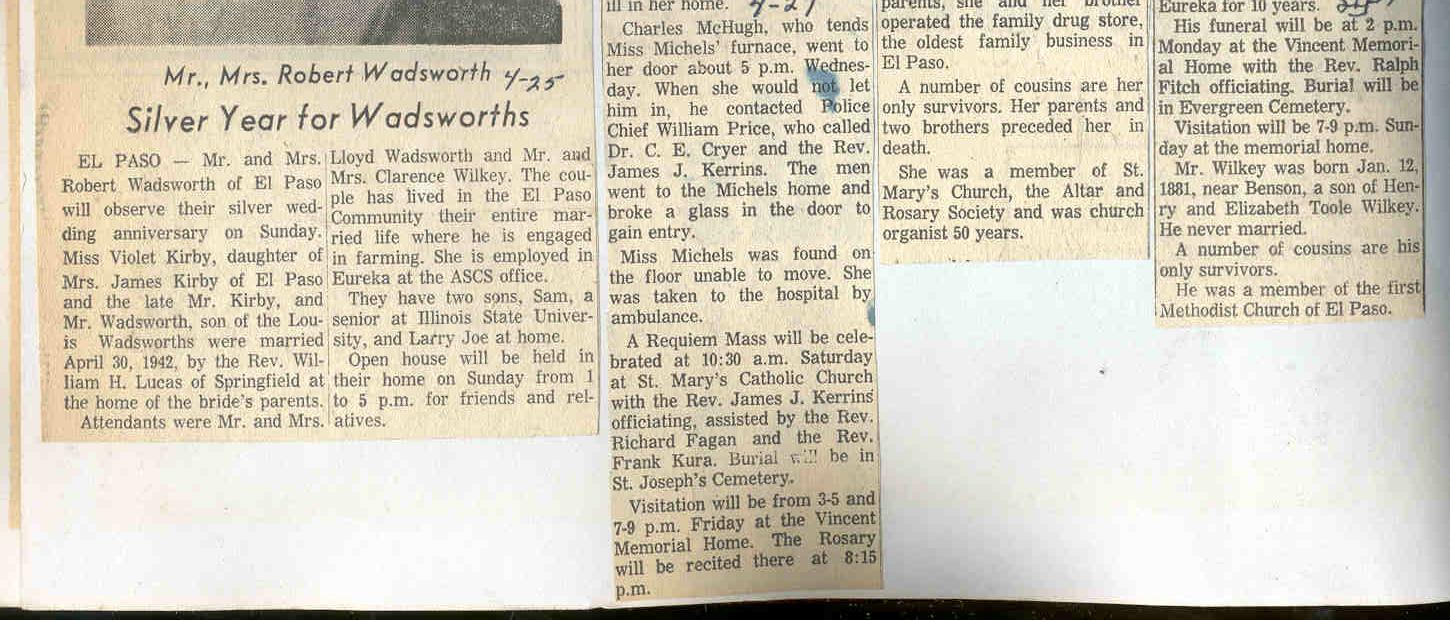 Mr., Mrs. Robert Wadsworth 4-25
Silver Year for Wadsworths
EL PASO — Mr. and Mrs.
Robert Wadsworth of El Paso
will observe their silver wed-
ding anniversary on Sunday.
Miss Violet Kirby, daughter of
Mrs. James Kirby of El Paso
and the late Mr. Kirby, and
Mr. Wadsworth, son of the Lou-
is Wadsworths were married
April 30, 1942, by the Rev. Wil-
liam H. Lucas of Springfield at
the home of the bride's parents.
Attendants were Mr. and Mrs.
Lloyd Wadsworth and Mr. and
Mrs. Clarence Wilkey. The cou-
ple has lived in the El Paso
Community their entire mar-
ried life where he is engaged
in farming. She is employed in
Eureka at the ASCS office.
They have two sons, Sam, a
senior at Illinois State Univer-
sity, and Larry Joe at home.
Open house will be held in
their home on Sunday from 1
to 5 p.m. for friends and rel-
atives.
ill in her home. 4-27
Charles McHugh, who tends
Miss Michels' furnace, went to
her door about 5 p.m. Wednes-
day. When she would not let
him in, he contacted Police
Chief William Price, who called
Dr. C. E. Cryer and the Rev.
James J. Kerrins. The men
went to the Michels home and
broke a glass in the door to
gain entry.
Miss Michels was found on
the floor unable to move. She
was taken to the hospital by
ambulance.
A Requiem Mass will be cele-
brated at 10:30 a.m. Saturday
at St. Mary's Catholic Church
with the Rev. James J. Kerrins
officiating, assisted by the Rev.
Richard Fagan and the Rev.
Frank Kura. Burial will be in
St. Joseph's Cemetery.
Visitation will be from 3-5 and
7-9 p.m. Friday at the Vincent
Memorial Home. The Rosary
will be recited there at 8:15
p.m.
parents, she and her brother
operated the family drug store,
the oldest family business in
El Paso.
A number of cousins are her
only survivors. Her parents and
two brothers preceded her in
death.
She was a member of St.
Mary's Church, the Altar and
Rosary Society and was church
organist 50 years.
Eureka for 10 years.
His funeral will be at 2 p.m.
Monday at the Vincent Memori-
al Home with the Rev. Ralph
Fitch officiating. Burial will be
in Evergreen Cemetery.
Visitation will be 7-9 p.m. Sun-
day at the memorial home.
Mr. Wilkey was born Jan. 12,
1881, near Benson, a son of Hen-
ry and Elizabeth Toole Wilkey.
He never married.
A number of cousins are his
only survivors.
He was a member of the first
Methodist Church of El Paso.